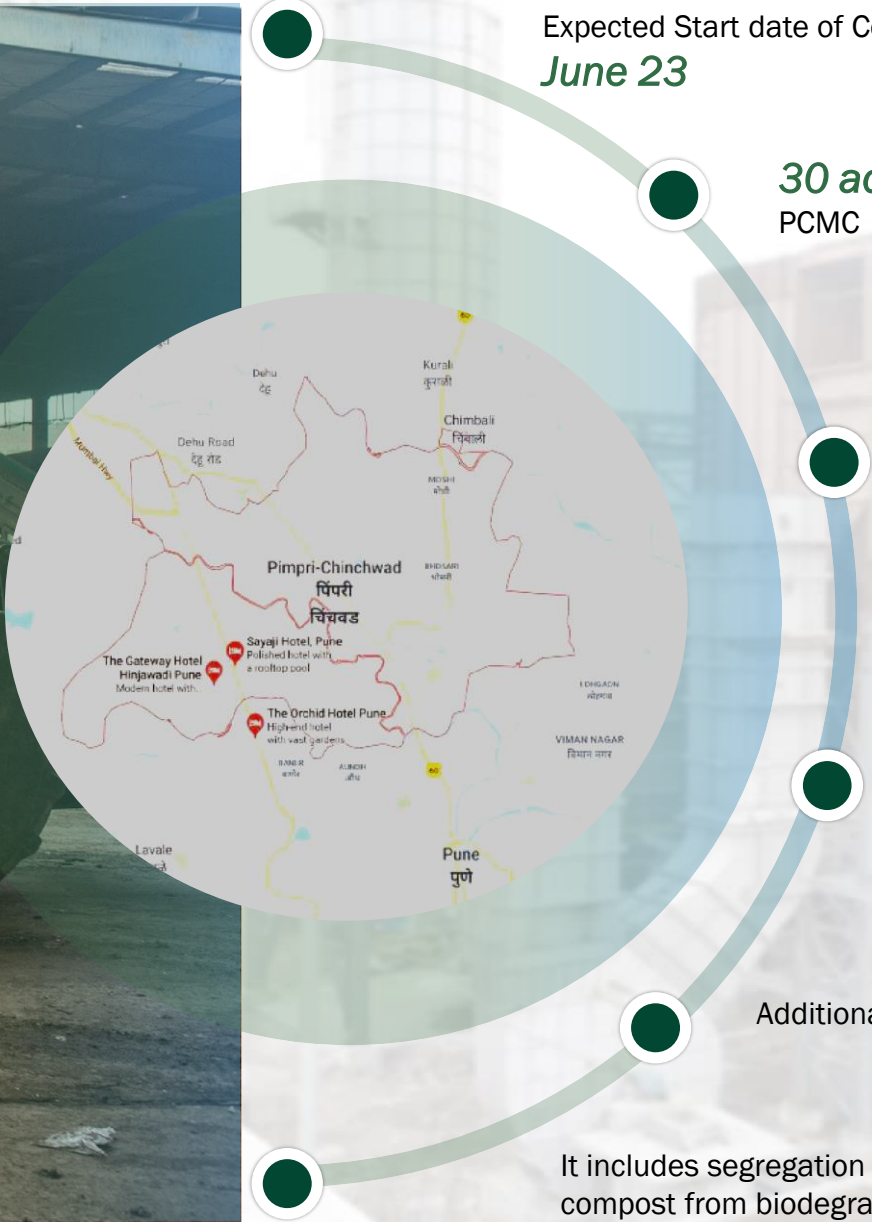 Expected Start date of Co
June 23
30 ac
PCMC
60
Kurali
कुराळी
Dehu
देहू
Chimbali
चिंबाली
Dehu Road
देहू रोड
Mumbai Hwy
MOSHI
मोशी
Pimpri-Chinchwad
पिंपरी
चिंचवड
BHOSARI
भोसरी
Sayaji Hotel, Pune
Polished hotel with
a rooftop pool
The Gateway Hotel
Hinjawadi Pune
Modern hotel with...
The Orchid Hotel Pune
High-end hotel
with vast gardens
LOHGAON
लोहगाव
VIMAN NAGAR
विमान नगर
BANER
बाणेर
AUNDH
औंध
60
Lavale
Pune
पुणे
Additiona
It includes segregation
compost from biodegra